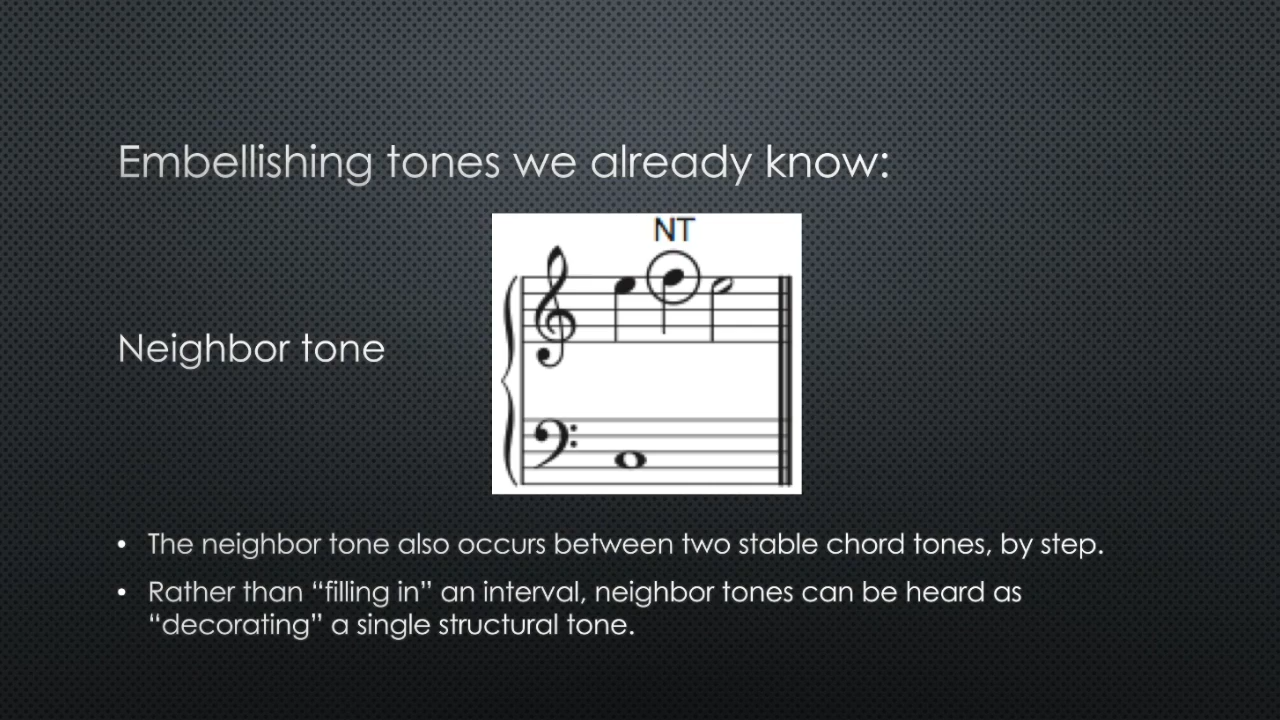 Embellishing tones we already know:
NT
Neighbor tone
• The neighbor tone also occurs between two stable chord tones, by step.
• Rather than “filling in” an interval, neighbor tones can be heard as
“decorating” a single structural tone.